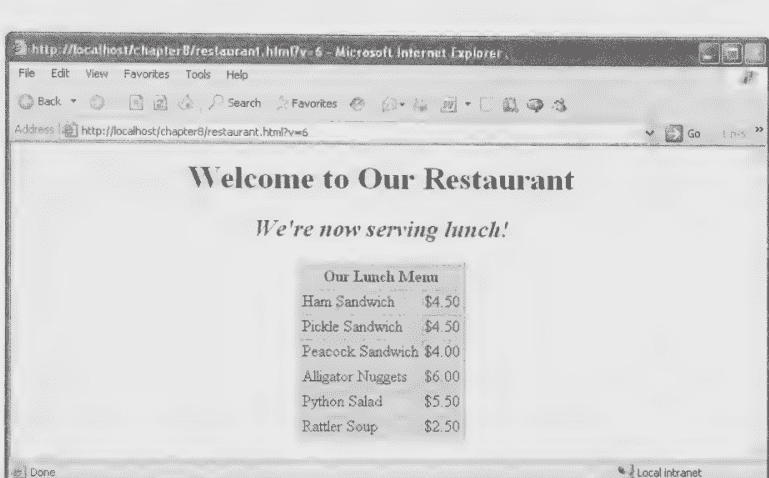 http://localhost/chapter8/restaurant.html?v=6 - Microsoft Internet Explorer
File Edit View Favorites Tools Help
Back Search Favorites
Address http://localhost/chapter8/restaurant.html?v=6 Go »
Welcome to Our Restaurant
We're now serving lunch!
Our Lunch Menu
Ham Sandwich $4.50
Pickle Sandwich $4.50
Peacock Sandwich $4.00
Alligator Nuggets $6.00
Python Salad $5.50
Rattler Soup $2.50
Done Local intranet